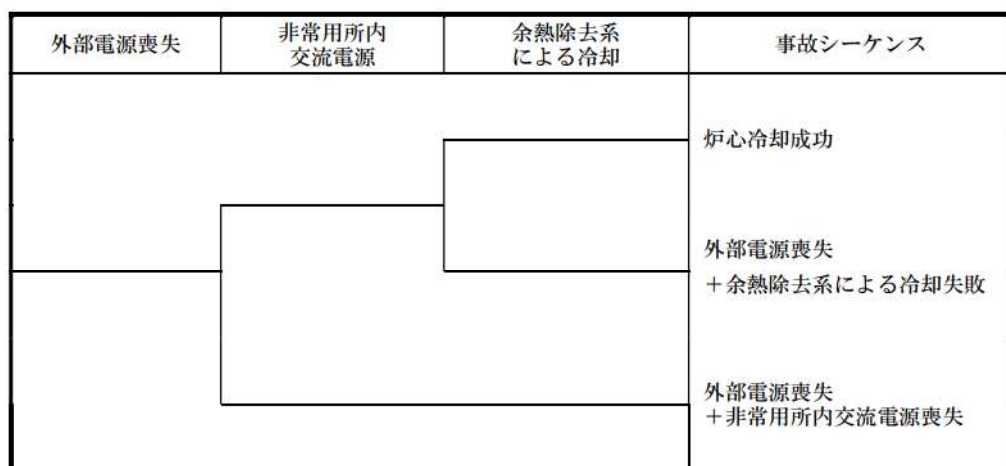 外部電源喪失
非常用所内
交流電源
余熱除去系
による冷却
事故シーケンス
炉心冷却成功
外部電源喪失
＋余熱除去系による冷却失敗
外部電源喪失
＋非常用所内交流電源喪失